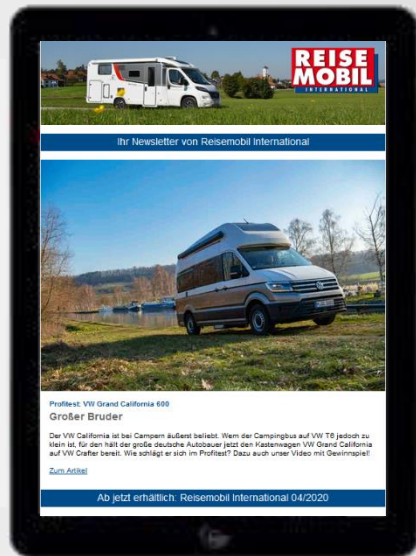 REISE
MOBIL
INTERNATIONAL
Ihr Newsletter von Reisemobil International
Profitest: VW Grand California 600
Großer Bruder
Der VW California ist bei Campern äußerst beliebt. Wem der Campingbus auf VW T6 jedoch zu
klein ist, für den hält der große deutsche Autobauer jetzt den Kastenwagen VW Grand California
auf VW Crafter bereit. Wie schlägt er sich im Profitest? Dazu auch unser Video mit Gewinnspiel!
Zum Artikel
Ab jetzt erhältlich: Reisemobil International 04/2020